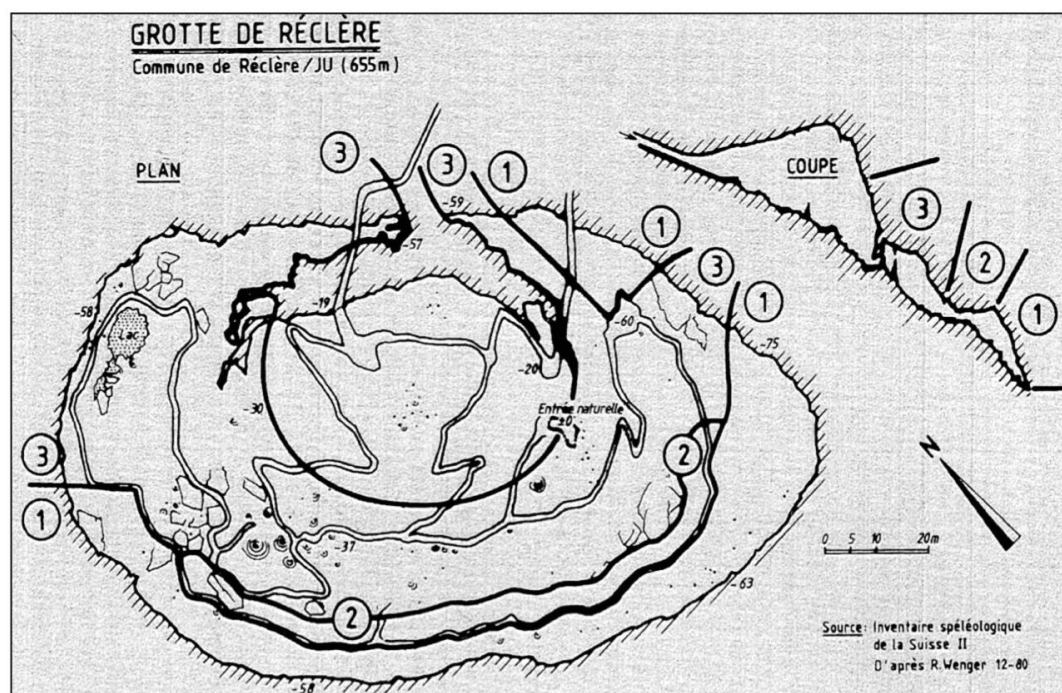 GROTTE DE RÉCLÈRE
Commune de Réclère/JU (655m)
PLAN
COUPE
3
3
1
-59
1
3
-57
3
1
2
1
-19
-58
Lac
-60
-75
-20
-30
Entrée naturelle
±0
N
3
2
1
-37
0 5 10 20m
-63
2
-58
Source: Inventaire spéléologique
de la Suisse II
D'après R.Wenger 12-80